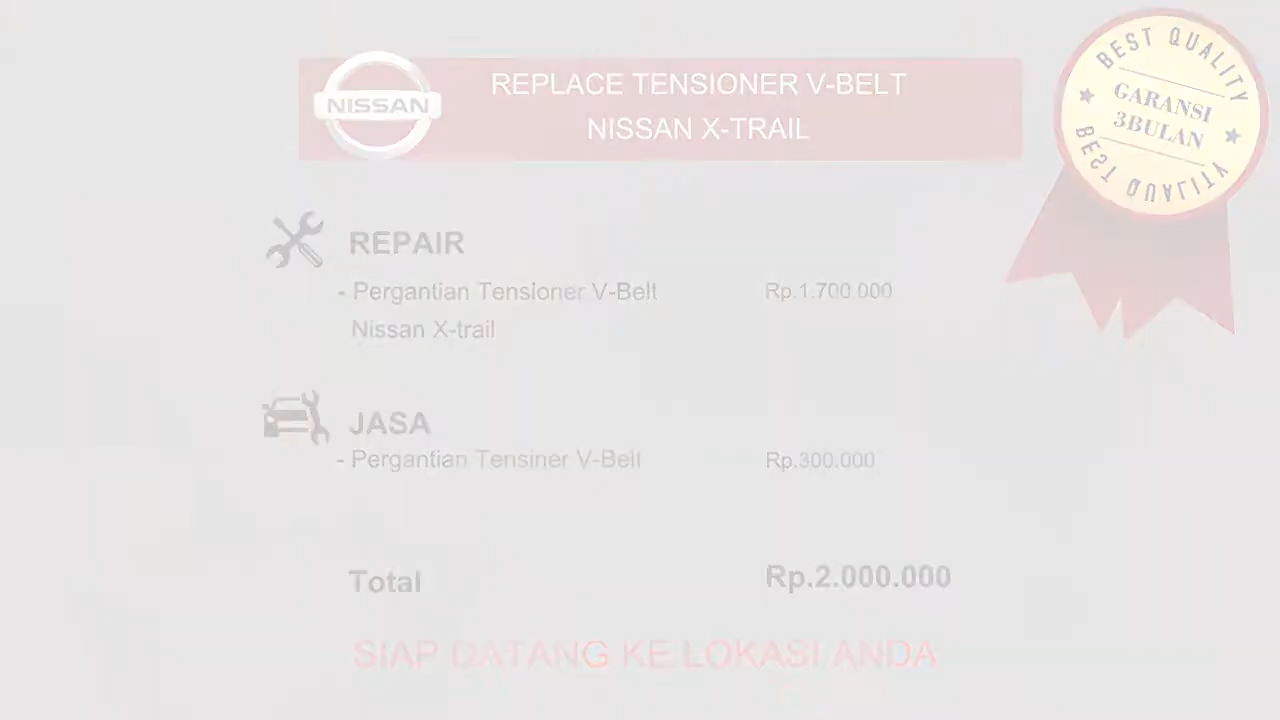 NISSAN
REPLACE TENSIONER V-BELT
NISSAN X-TRAIL
BEST QUALITY
GARANSI
3BULAN
BEST QUALITY
REPAIR
- Pergantian Tensioner V-Belt
Rp.1.700.000
Nissan X-trail
JASA
- Pergantian Tensiner V-Belt
Rp.300.000
Total
Rp.2.000.000
SIAP DATANG KE LOKASI ANDA